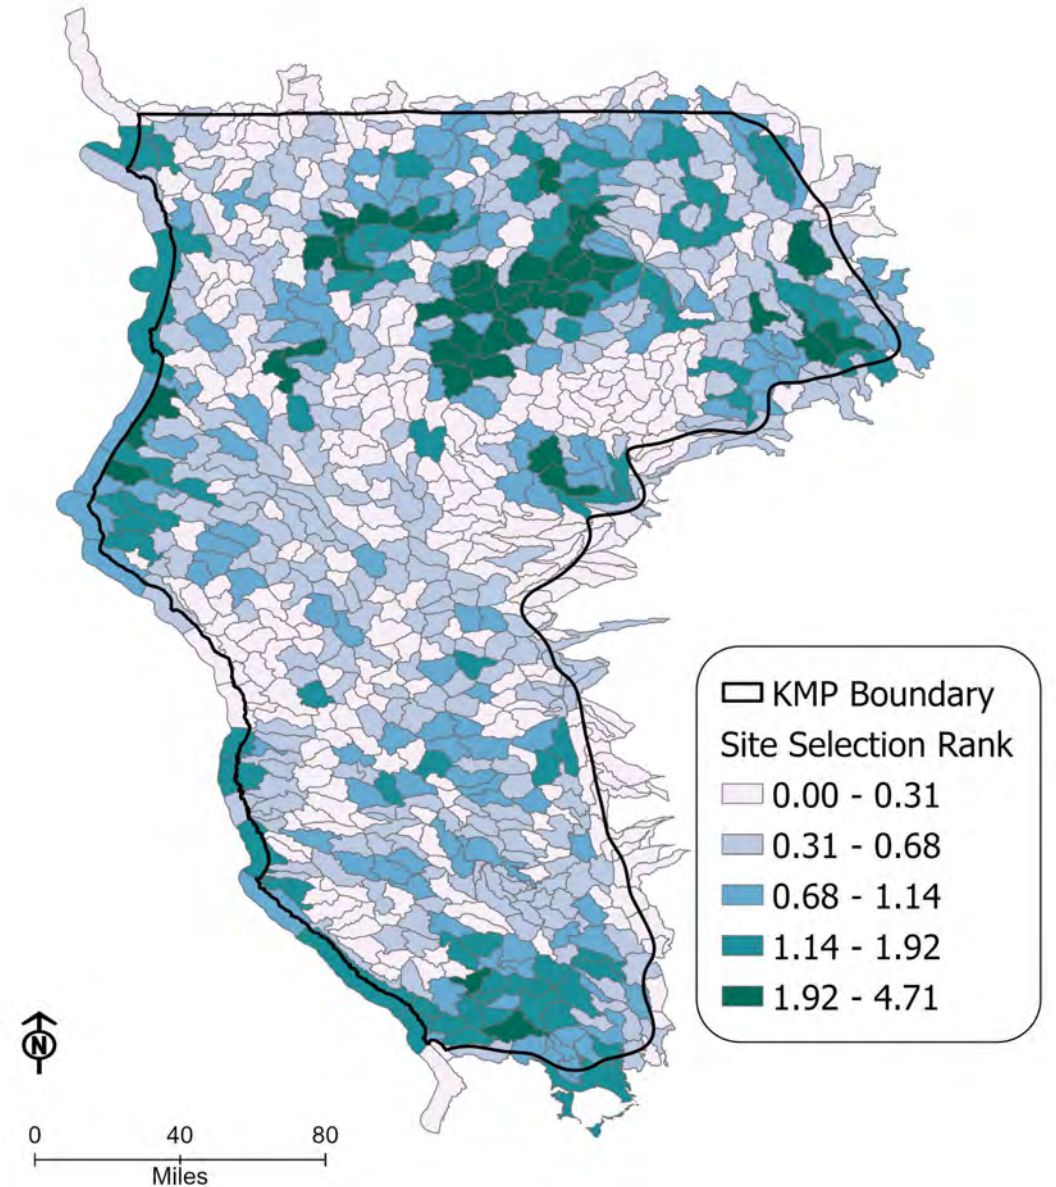 KMP Boundary
Site Selection Rank
0.00 - 0.31
0.31 - 0.68
0.68 - 1.14
1.14 - 1.92
1.92 - 4.71
N
0 40 80
Miles